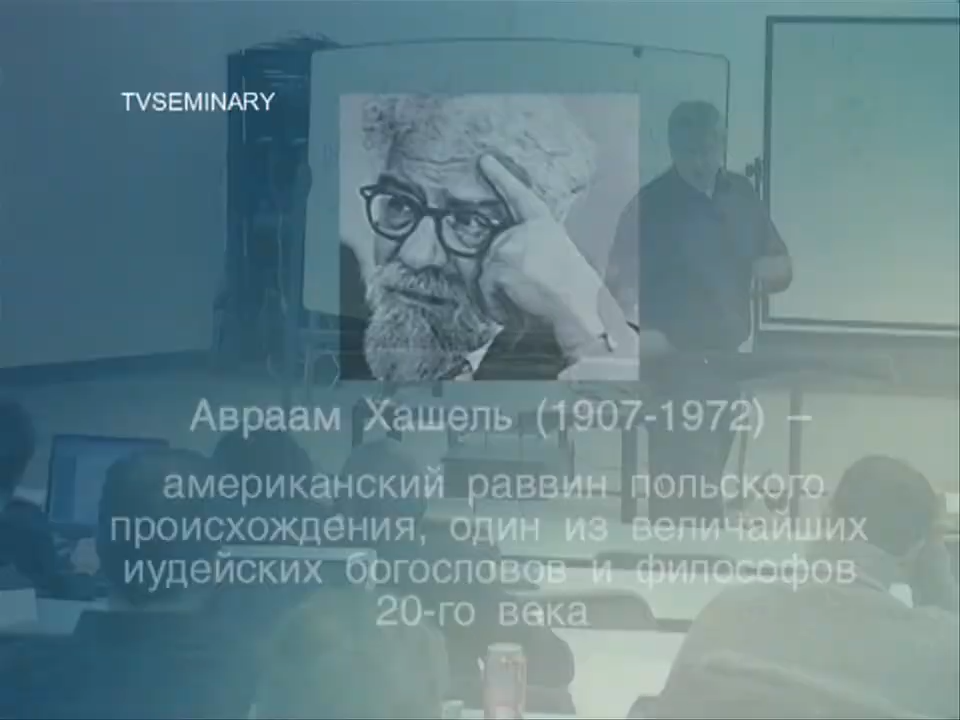 TVSEMINARY
Авраам Хашель (1907-1972) –
американский раввин польского
происхождения, один из величайших
иудейских богословов и философов
20-го века